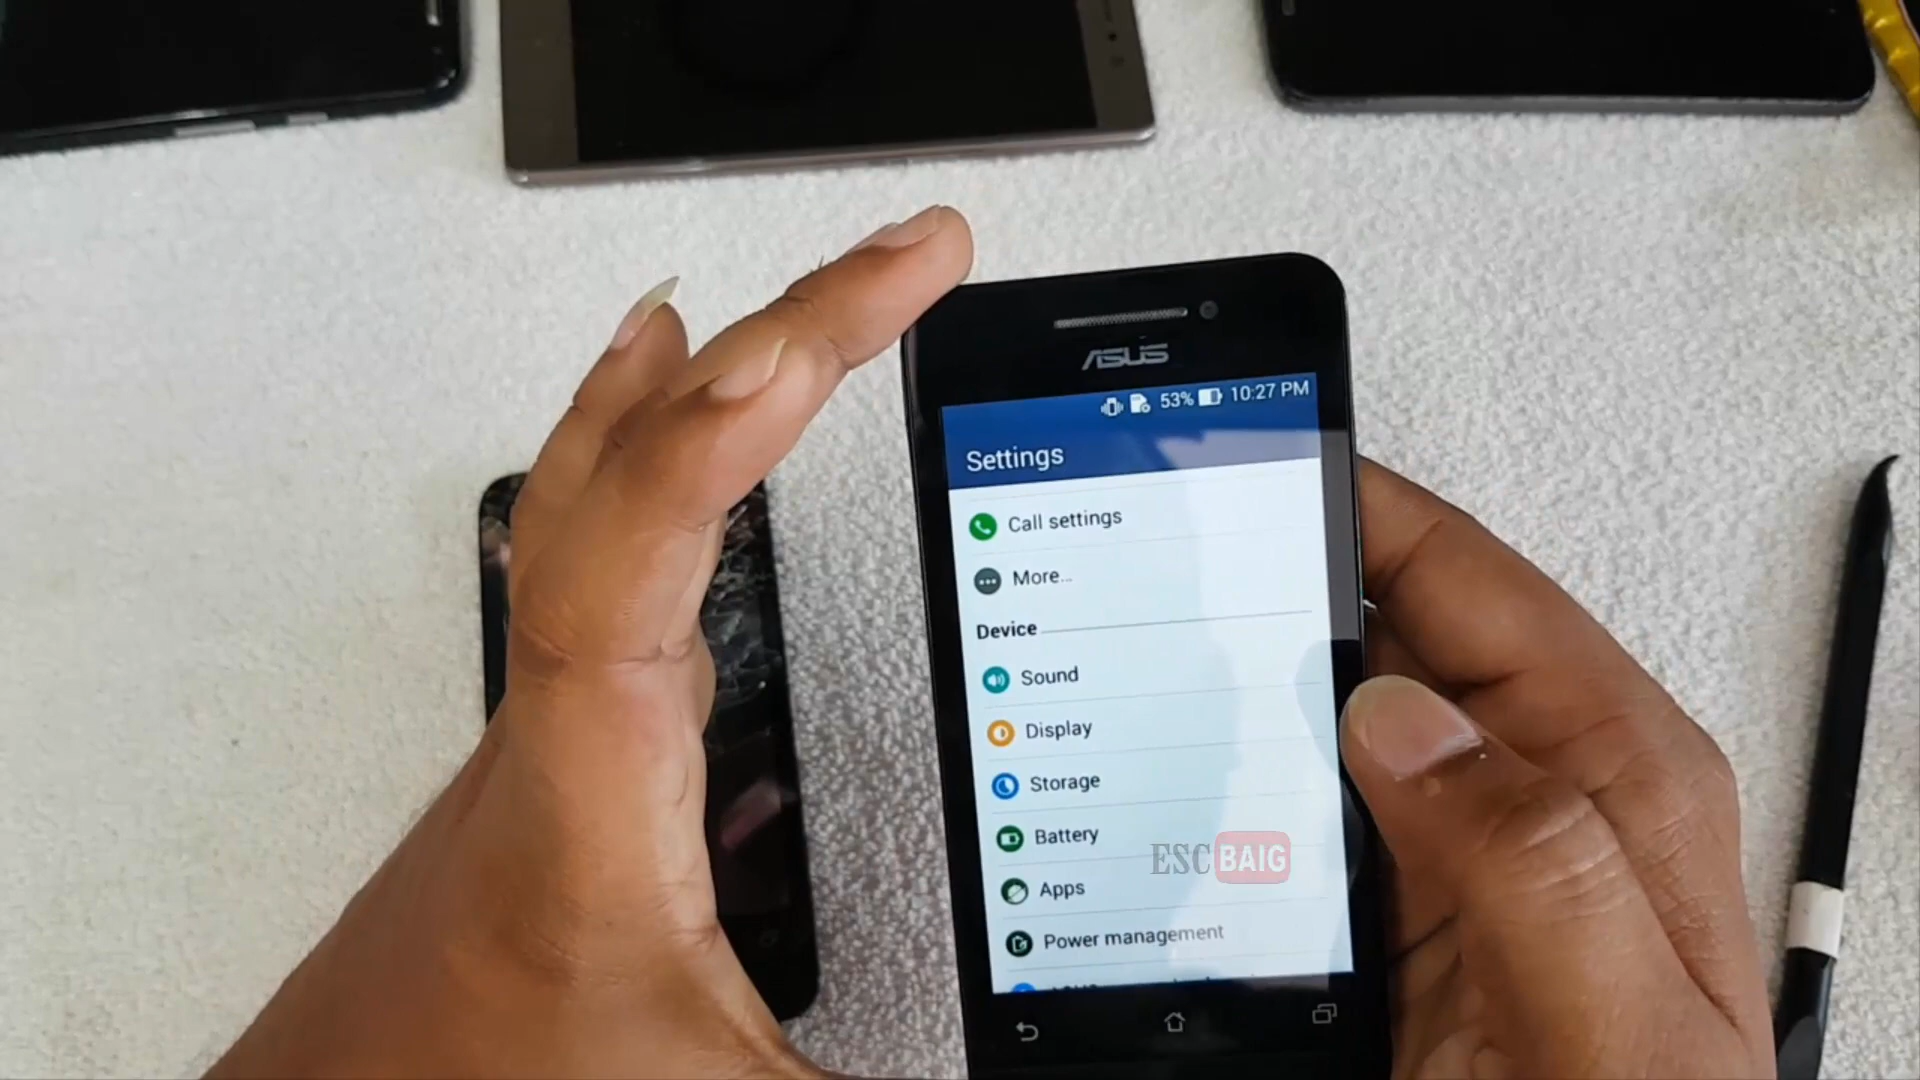 ASUS
53% 10:27 PM
Settings
Call settings
More...
Device
Sound
Display
Storage
Battery
ESC BAIG
Apps
Power management